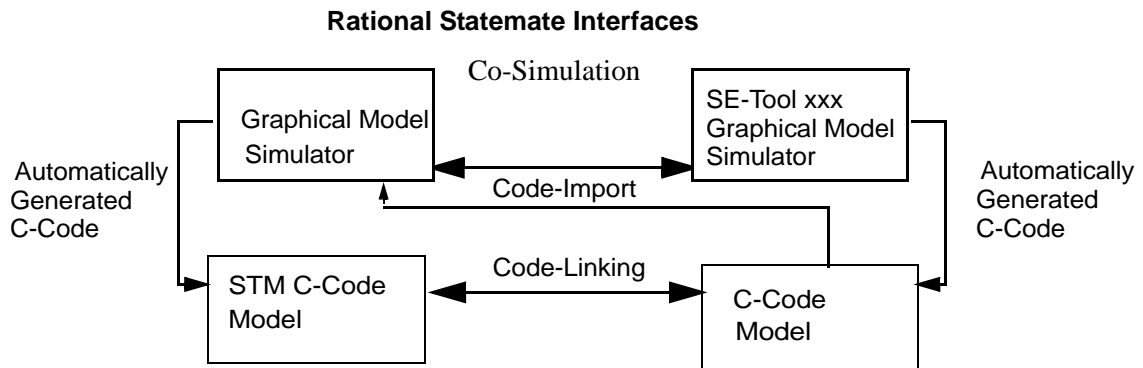 Rational Statemate Interfaces
Co-Simulation
Graphical Model
Simulator
SE-Tool xxx
Graphical Model
Simulator
Automatically
Generated
C-Code
Code-Import
Automatically
Generated
C-Code
STM C-Code
Model
Code-Linking
C-Code
Model